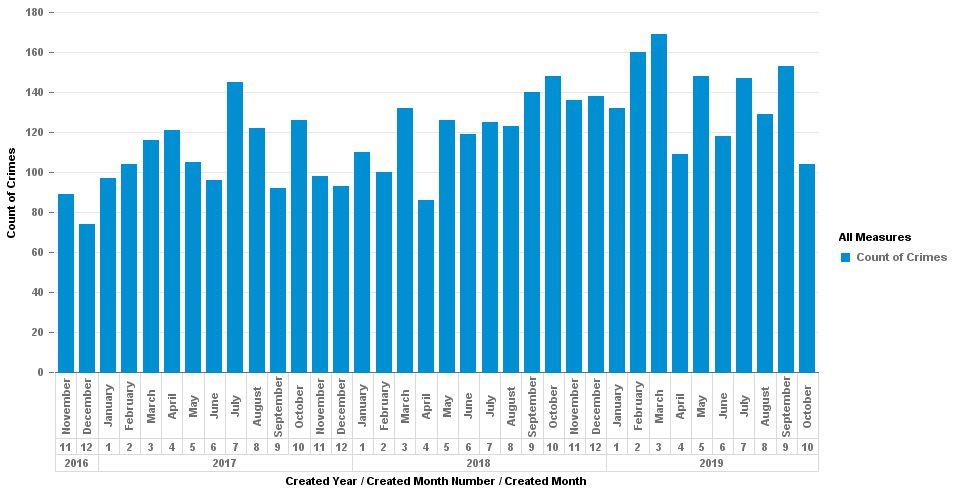 180
160
140
120
100
80
60
40
20
0
Count of Crimes
All Measures
Count of Crimes
November December January February March April May June July August September October November December January February March April May June July August September October November December January February March April May June July August September October
11 12 1 2 3 4 5 6 7 8 9 10 11 12 1 2 3 4 5 6 7 8 9 10 11 12 1 2 3 4 5 6 7 8 9 10
2016 2017 2018 2019
Created Year / Created Month Number / Created Month